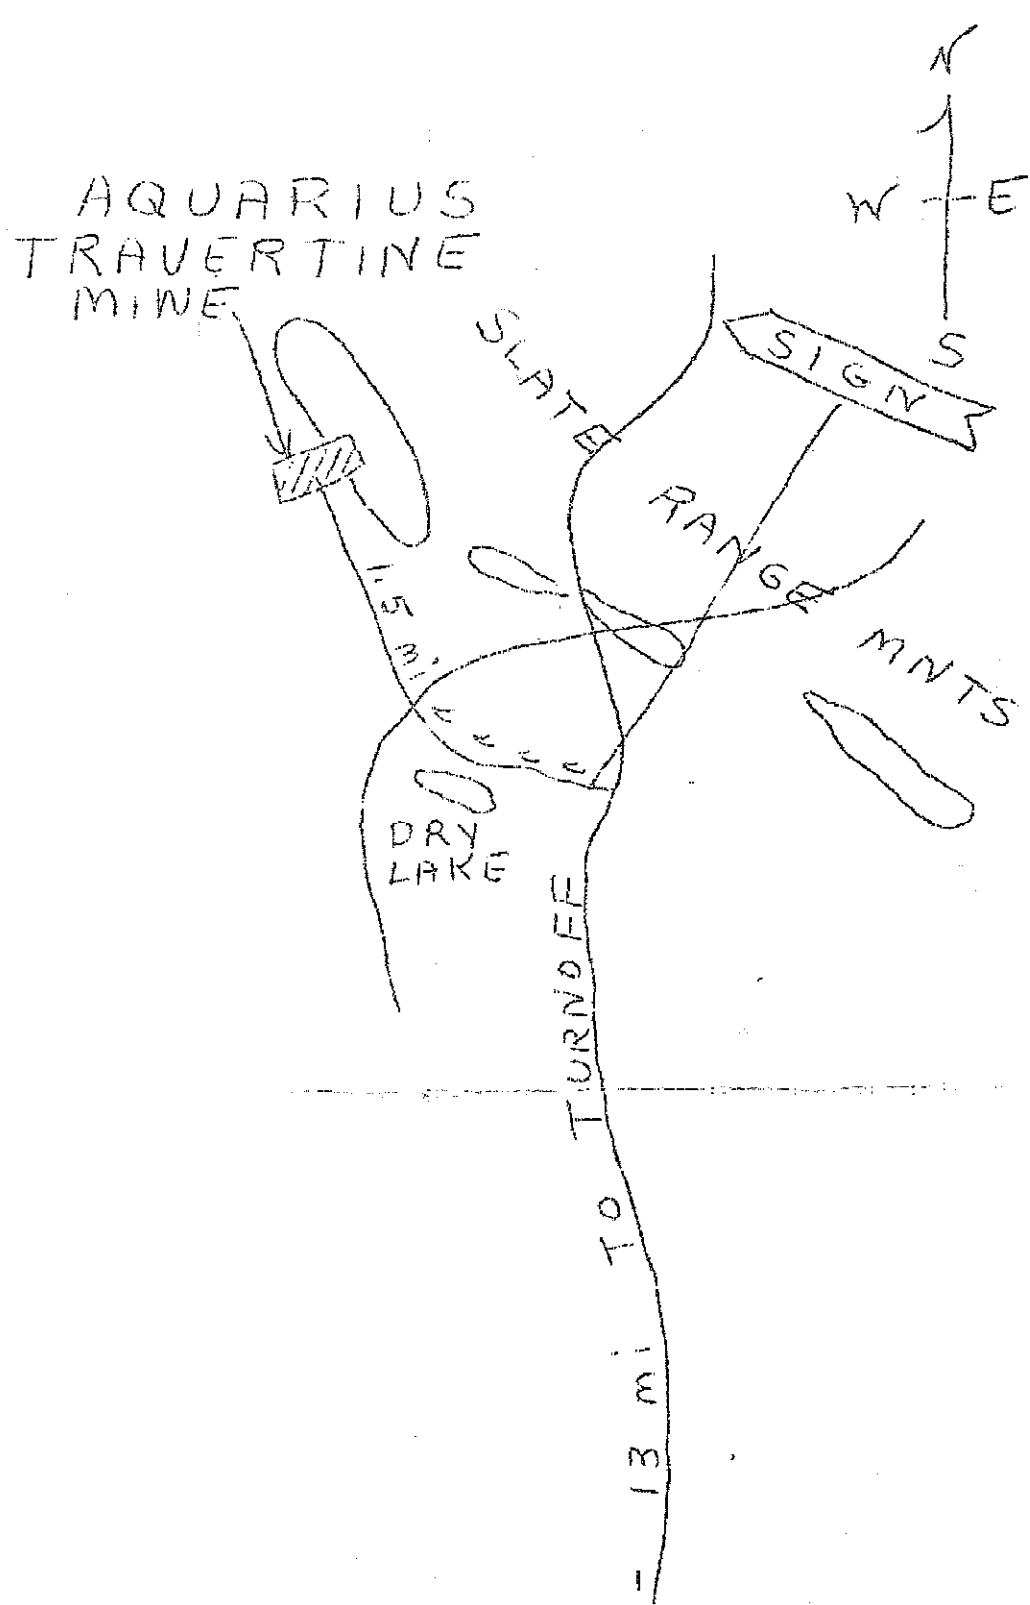 N
W E
S
AQUARIUS
TRAVERTINE
MINE
SIGN
SLATE RANGE MNTS
1.5 mi
DRY
LAKE
13 mi TO TURNOFF